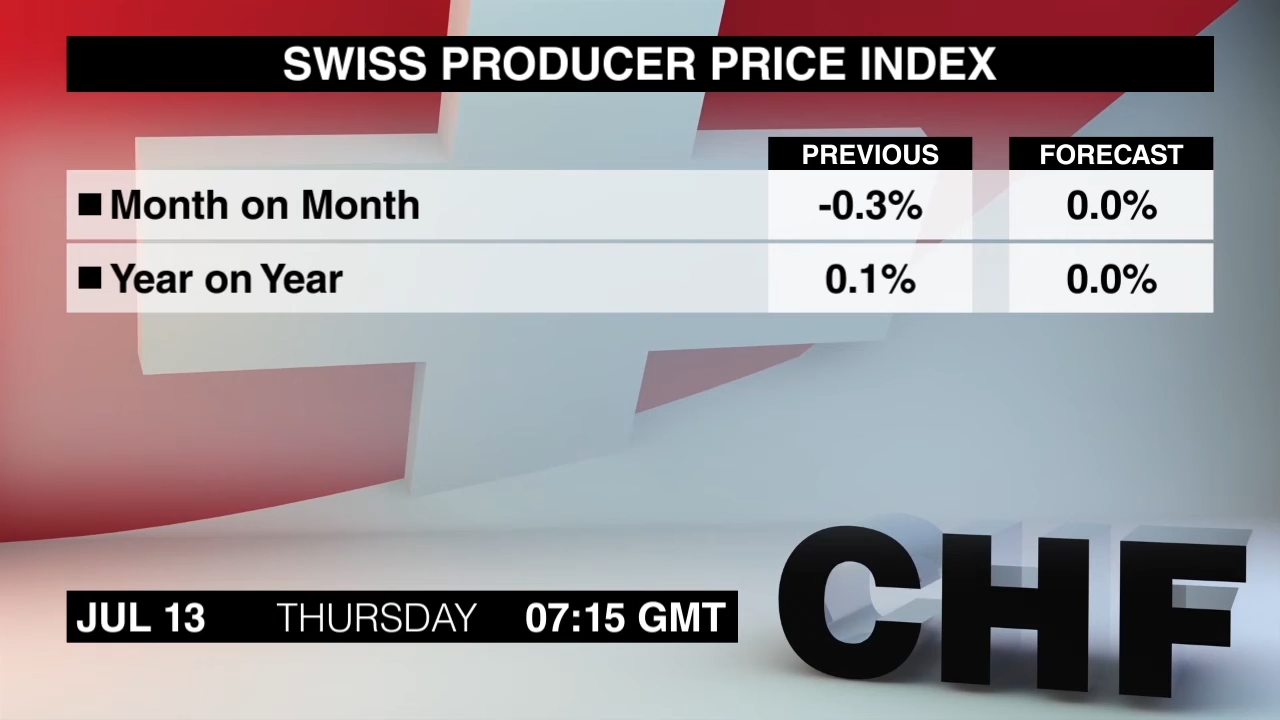 SWISS PRODUCER PRICE INDEX
PREVIOUS FORECAST
Month on Month -0.3% 0.0%
Year on Year 0.1% 0.0%
JUL 13 THURSDAY 07:15 GMT
CHF